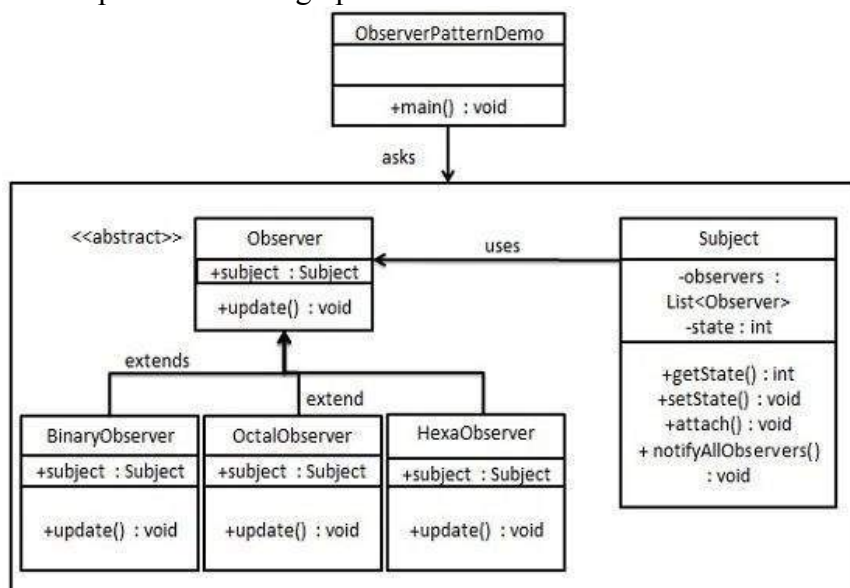 ObserverPatternDemo
+main() : void
asks
<<abstract>>
Observer
+subject : Subject
+update() : void
uses
Subject
-observers :
List<Observer>
-state : int
+getState() : int
+setState() : void
+attach() : void
+ notifyAllObservers()
: void
extends
extend
BinaryObserver
+subject : Subject
+update() : void
OctalObserver
+subject : Subject
+update() : void
HexaObserver
+subject : Subject
+update() : void